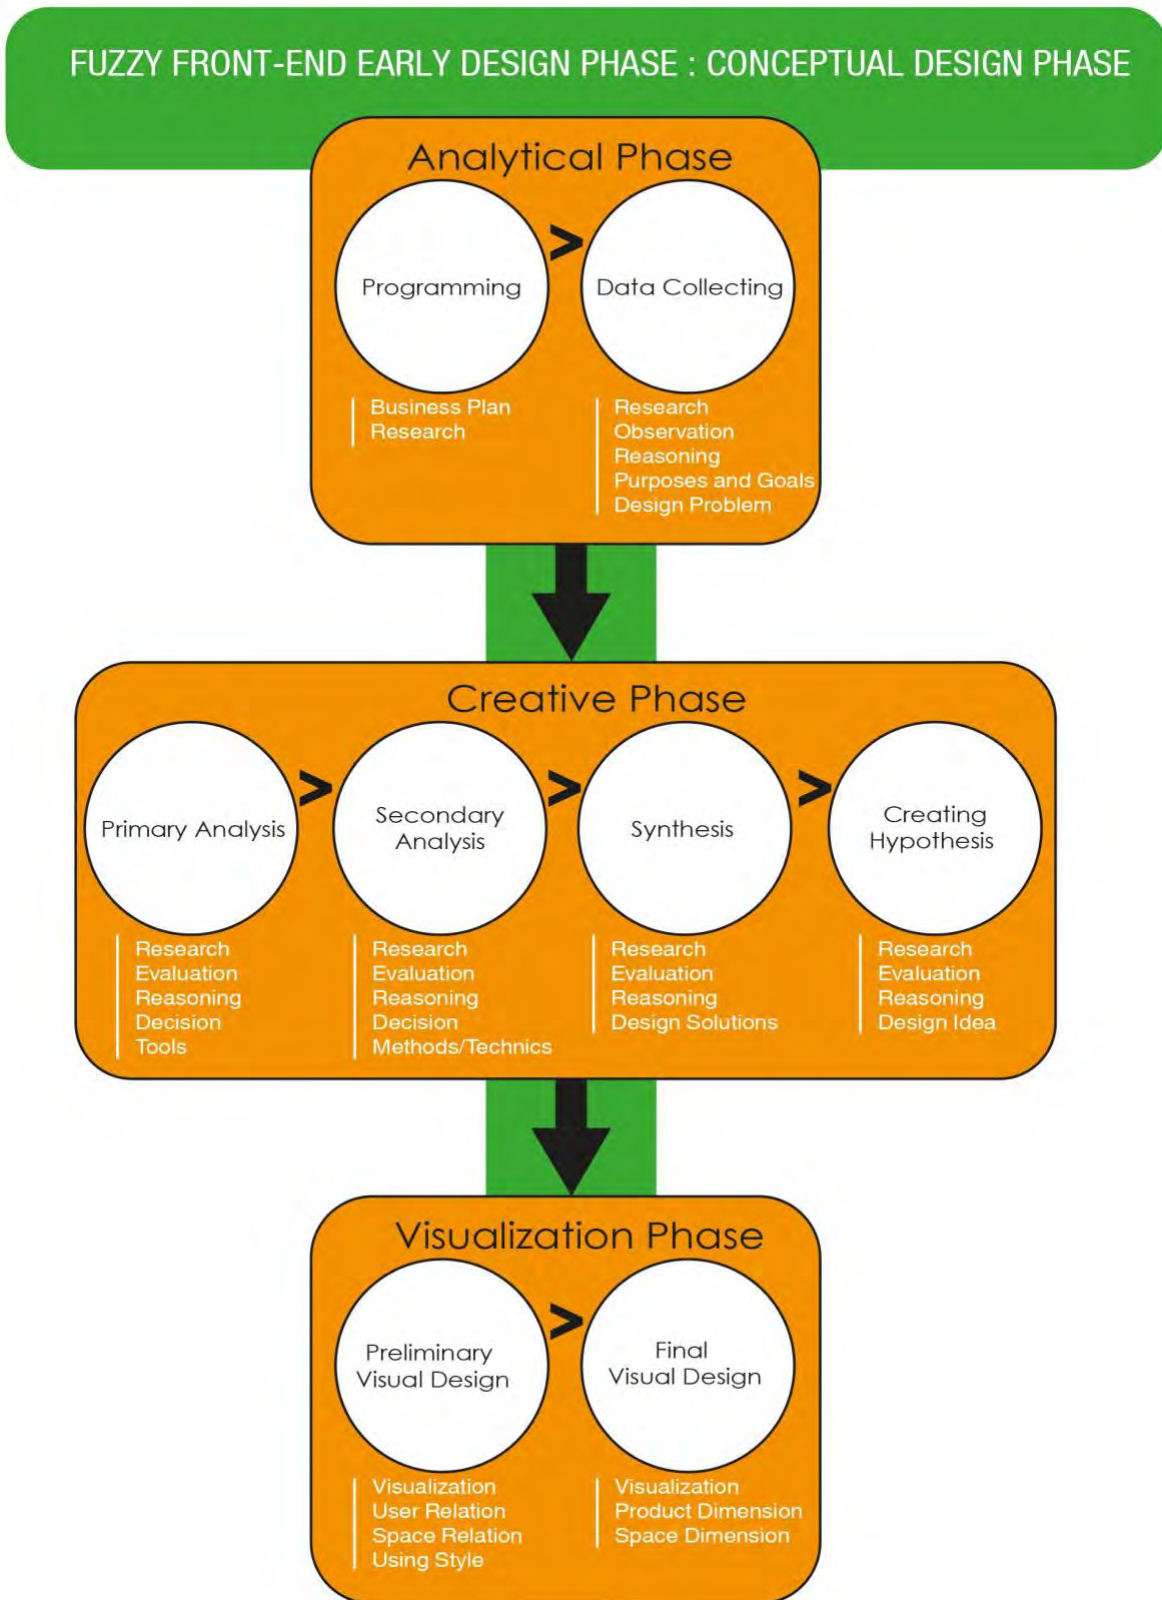 FUZZY FRONT-END EARLY DESIGN PHASE : CONCEPTUAL DESIGN PHASE
Analytical Phase
Programming
>
Data Collecting
Business Plan
Research
Research
Observation
Reasoning
Purposes and Goals
Design Problem
Creative Phase
Primary Analysis
>
Secondary
Analysis
>
Synthesis
>
Creating
Hypothesis
Research
Evaluation
Reasoning
Decision
Tools
Research
Evaluation
Reasoning
Decision
Methods/Technics
Research
Evaluation
Reasoning
Design Solutions
Research
Evaluation
Reasoning
Design Idea
Visualization Phase
Preliminary
Visual Design
>
Final
Visual Design
Visualization
User Relation
Space Relation
Using Style
Visualization
Product Dimension
Space Dimension